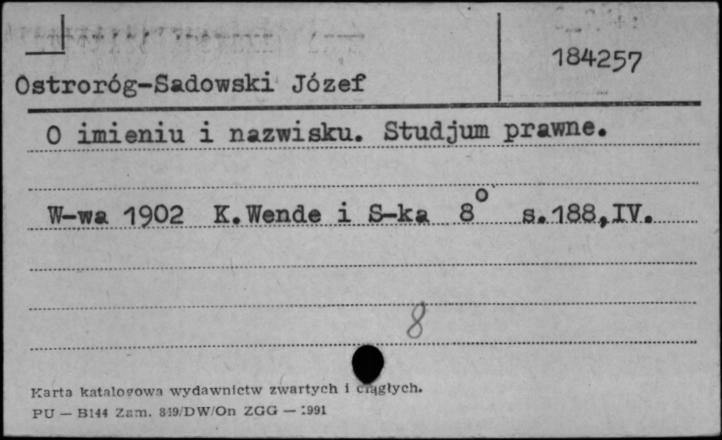 184257
Ostroróg-Sadowski Józef
O imieniu i nazwisku. Studjum prawne.
W-wa 1902 K.Wende i S-ka 8° s.188,IV.
8
Karta katalogowa wydawnictw zwartych i ciągłych.
PU — B144 Zam. 849/DW/On ZGG — 1991